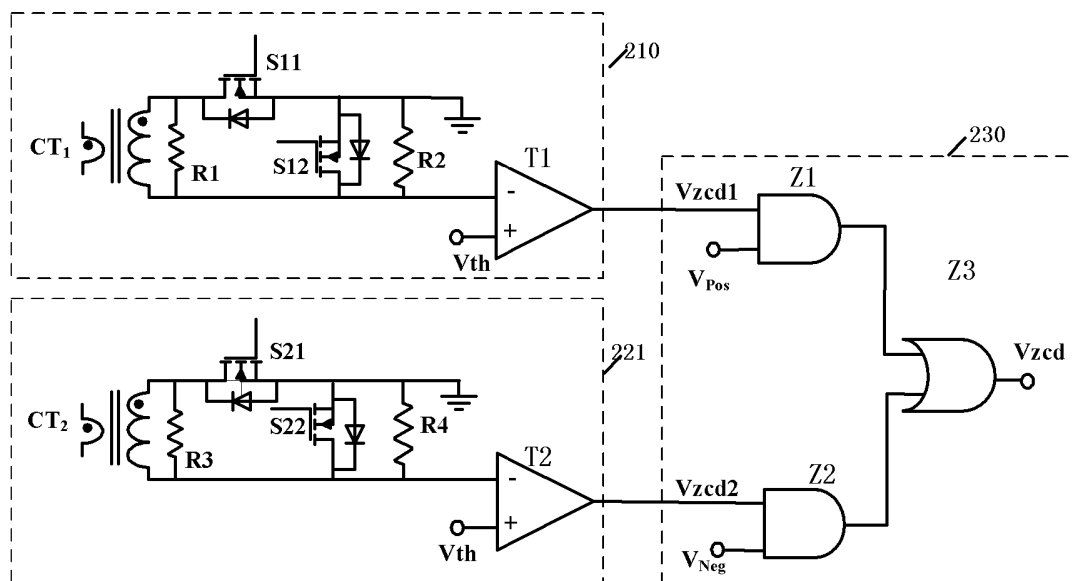 S11
210
CT1
R1
S12
R2
T1
-
+
Vth
Vzcd1
Z1
VPos
230
Z3
Vzcd
S21
221
CT2
R3
S22
R4
T2
-
+
Vth
Vzcd2
Z2
VNeg